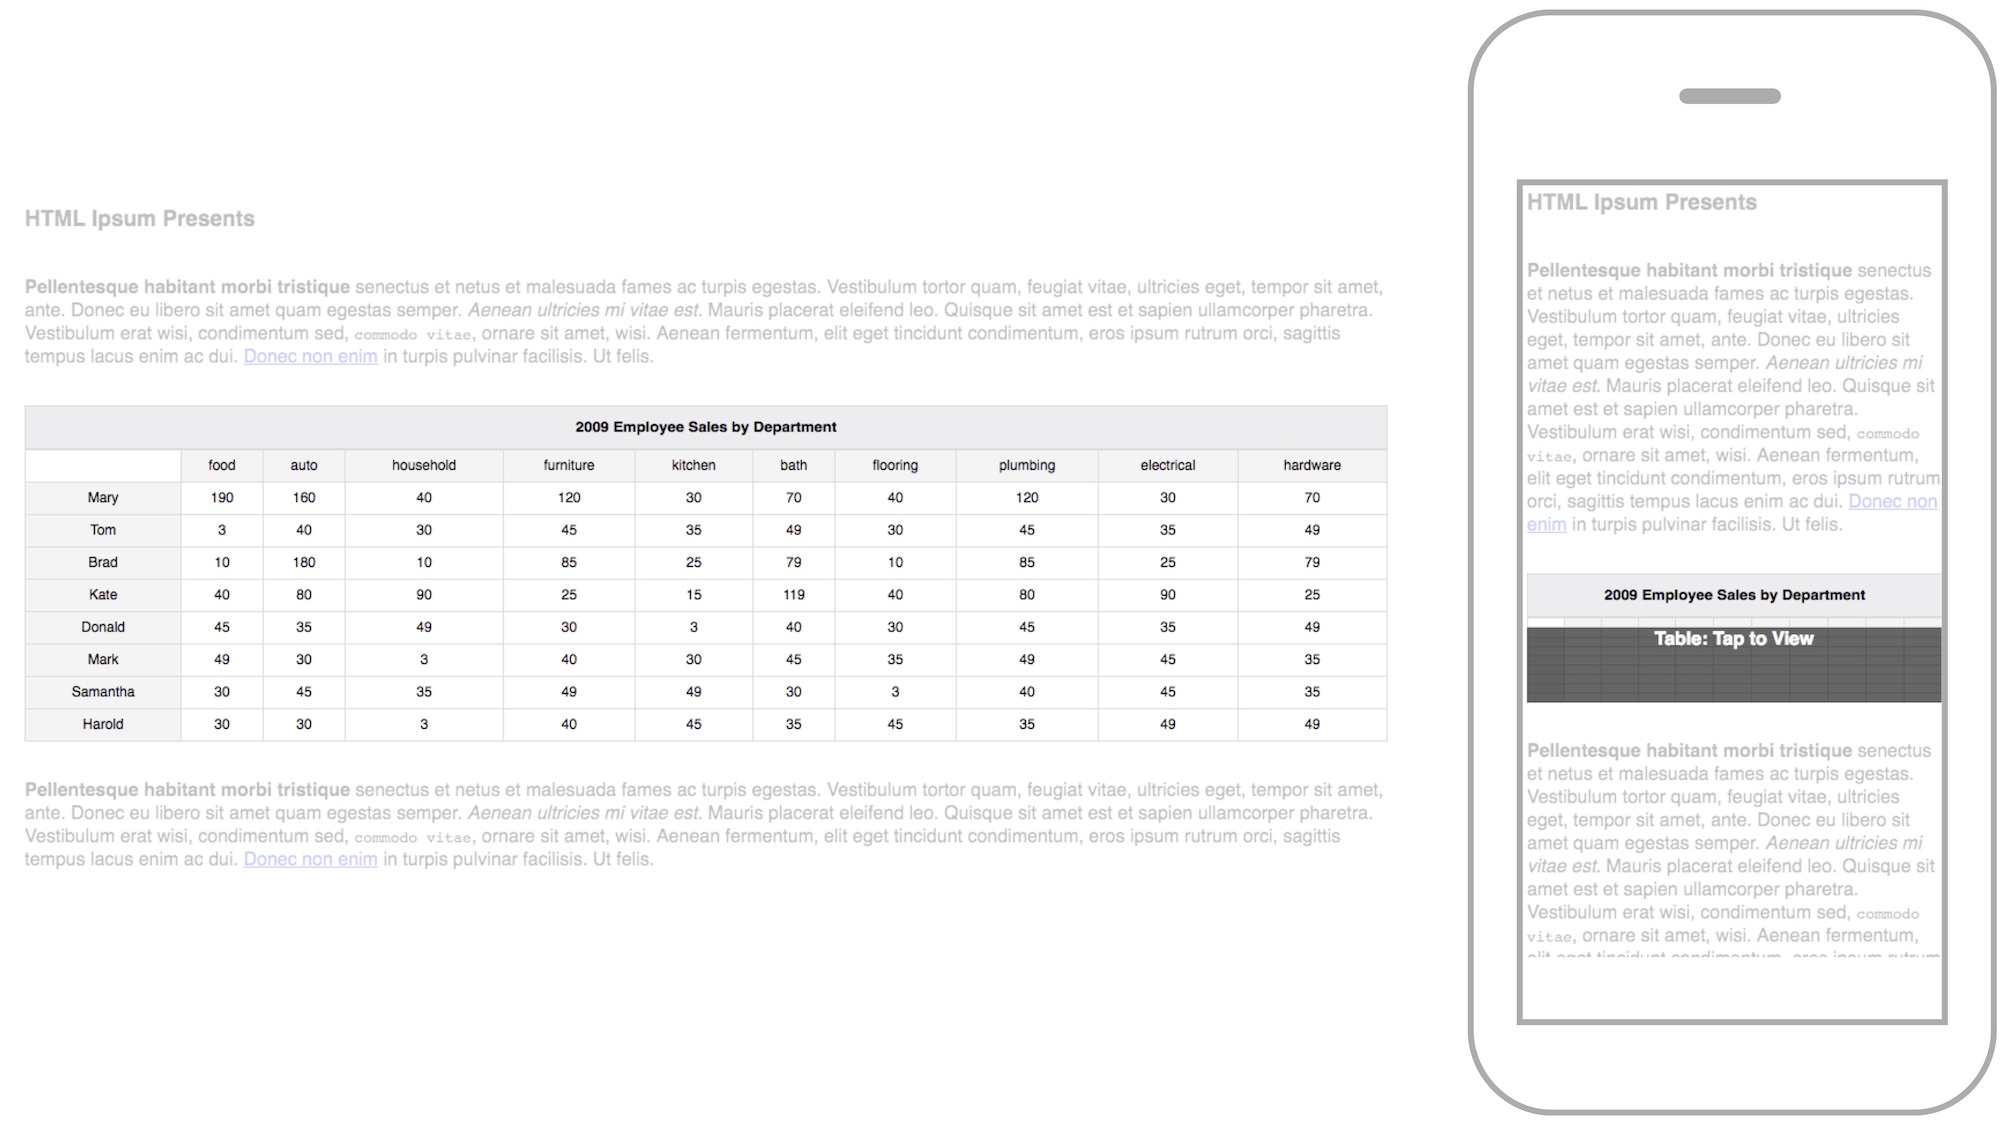 HTML Ipsum Presents
Pellentesque habitant morbi tristique senectus et netus et malesuada fames ac turpis egestas. Vestibulum tortor quam, feugiat vitae, ultricies eget, tempor sit amet,
ante. Donec eu libero sit amet quam egestas semper. Aenean ultricies mi vitae est. Mauris placerat eleifend leo. Quisque sit amet est et sapien ullamcorper pharetra.
Vestibulum erat wisi, condimentum sed, commodo vitae, ornare sit amet, wisi. Aenean fermentum, elit eget tincidunt condimentum, eros ipsum rutrum orci, sagittis
tempus lacus enim ac dui. Donec non enim in turpis pulvinar facilisis. Ut felis.
2009 Employee Sales by Department
food auto household furniture kitchen bath flooring plumbing electrical hardware
Mary 190 160 40 120 30 70 40 120 30 70
Tom 3 40 30 45 35 49 30 45 35 49
Brad 10 180 10 85 25 79 10 85 25 79
Kate 40 80 90 25 15 119 40 80 90 25
Donald 45 35 49 30 3 40 30 45 35 49
Mark 49 30 3 40 30 45 35 49 45 35
Samantha 30 45 35 49 49 30 3 40 45 35
Harold 30 30 3 40 45 35 45 35 49 49
Pellentesque habitant morbi tristique senectus et netus et malesuada fames ac turpis egestas. Vestibulum tortor quam, feugiat vitae, ultricies eget, tempor sit amet,
ante. Donec eu libero sit amet quam egestas semper. Aenean ultricies mi vitae est. Mauris placerat eleifend leo. Quisque sit amet est et sapien ullamcorper pharetra.
Vestibulum erat wisi, condimentum sed, commodo vitae, ornare sit amet, wisi. Aenean fermentum, elit eget tincidunt condimentum, eros ipsum rutrum orci, sagittis
tempus lacus enim ac dui. Donec non enim in turpis pulvinar facilisis. Ut felis.
HTML Ipsum Presents
Pellentesque habitant morbi tristique senectus
et netus et malesuada fames ac turpis egestas.
Vestibulum tortor quam, feugiat vitae, ultricies
eget, tempor sit amet, ante. Donec eu libero sit
amet quam egestas semper. Aenean ultricies mi
vitae est. Mauris placerat eleifend leo. Quisque sit
amet est et sapien ullamcorper pharetra.
Vestibulum erat wisi, condimentum sed, commodo
vitae, ornare sit amet, wisi. Aenean fermentum,
elit eget tincidunt condimentum, eros ipsum rutrum
orci, sagittis tempus lacus enim ac dui. Donec non
enim in turpis pulvinar facilisis. Ut felis.
2009 Employee Sales by Department
Table: Tap to View
Pellentesque habitant morbi tristique senectus
et netus et malesuada fames ac turpis egestas.
Vestibulum tortor quam, feugiat vitae, ultricies
eget, tempor sit amet, ante. Donec eu libero sit
amet quam egestas semper. Aenean ultricies mi
vitae est. Mauris placerat eleifend leo. Quisque sit
amet est et sapien ullamcorper pharetra.
Vestibulum erat wisi, condimentum sed, commodo
vitae, ornare sit amet, wisi. Aenean fermentum,
elit eget tincidunt condimentum, eros ipsum rutrum